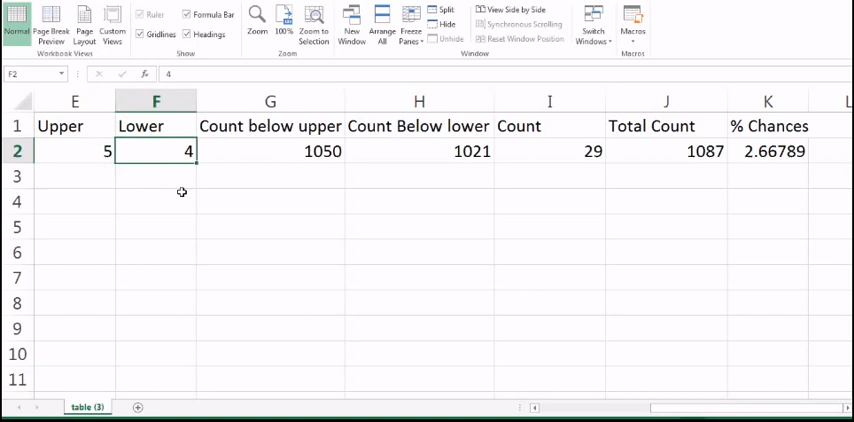 Normal Page Break Preview Page Layout Custom Views
Workbook Views
Ruler Formula Bar
Gridlines Headings
Show
Zoom 100% Zoom to Selection
Zoom
New Window Arrange All Freeze Panes
Split
Hide
Unhide
View Side by Side
Synchronous Scrolling
Reset Window Position
Window
Switch Windows
Macros
Macros
F2 fx 4
E F G H I J K L
1 Upper Lower Count below upper Count Below lower Count Total Count % Chances
2 5 4 1050 1021 29 1087 2.66789
3
4
5
6
7
8
9
10
11
table (3)